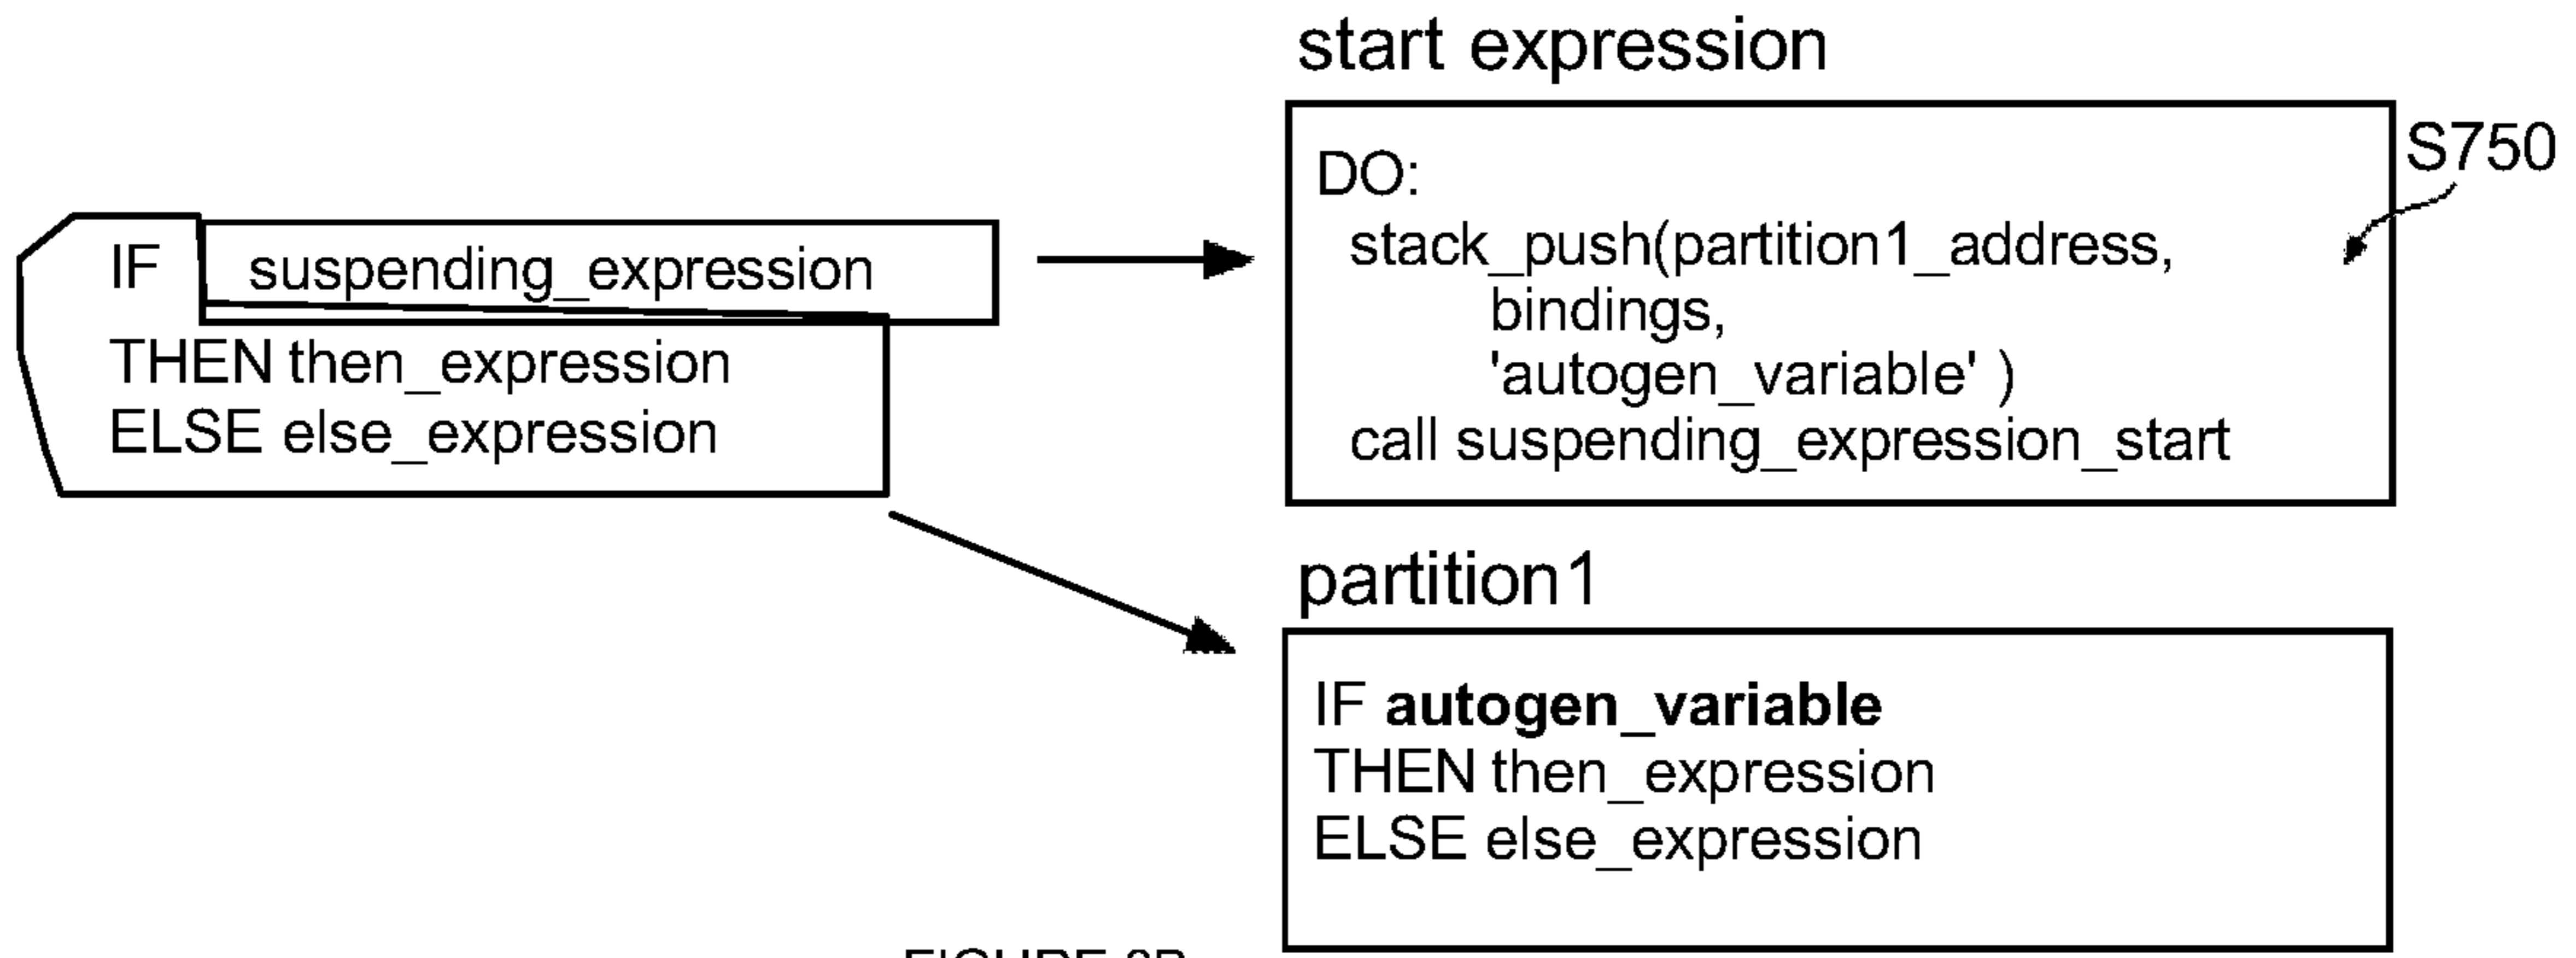 start expression
S750
DO:
stack_push(partition1_address,
bindings,
'autogen_variable' )
call suspending_expression_start
IF suspending_expression
THEN then_expression
ELSE else_expression
partition1
IF autogen_variable
THEN then_expression
ELSE else_expression